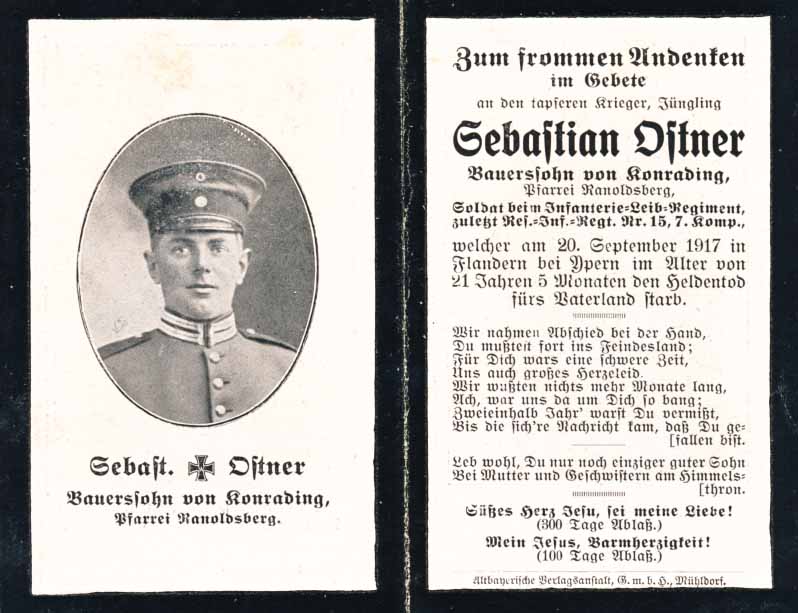 Sebast. Ostner
Bauerssohn von Konrading,
Pfarrei Ranoldsberg.
Zum frommen Andenken
im Gebete
an den tapferen Krieger, Jüngling
Sebastian Ostner
Bauerssohn von Konrading,
Pfarrei Ranoldsberg,
Soldat beim Infanterie-Leib-Regiment,
zuletzt Res.-Inf.-Regt. Nr. 15, 7. Komp.,
welcher am 20. September 1917 in
Flandern bei Ypern im Alter von
21 Jahren 5 Monaten den Heldentod
fürs Vaterland starb.
Wir nahmen Abschied bei der Hand,
Du mußtest fort ins Feindesland;
Für Dich wars eine schwere Zeit,
Uns auch großes Herzeleid.
Wir wußten nichts mehr Monate lang,
Ach, war uns da um Dich so bang;
Zweieinhalb Jahr' warst Du vermißt,
Bis die sich're Nachricht kam, daß Du ge-
[fallen bist.
Leb wohl, Du nur noch einziger guter Sohn
Bei Mutter und Geschwistern am Himmels-
[thron.
Süßes Herz Jesu, sei meine Liebe!
(300 Tage Ablaß.)
Mein Jesus, Barmherzigkeit!
(100 Tage Ablaß.)
Altbayerische Verlagsanstalt, G. m. b. H., Mühldorf.